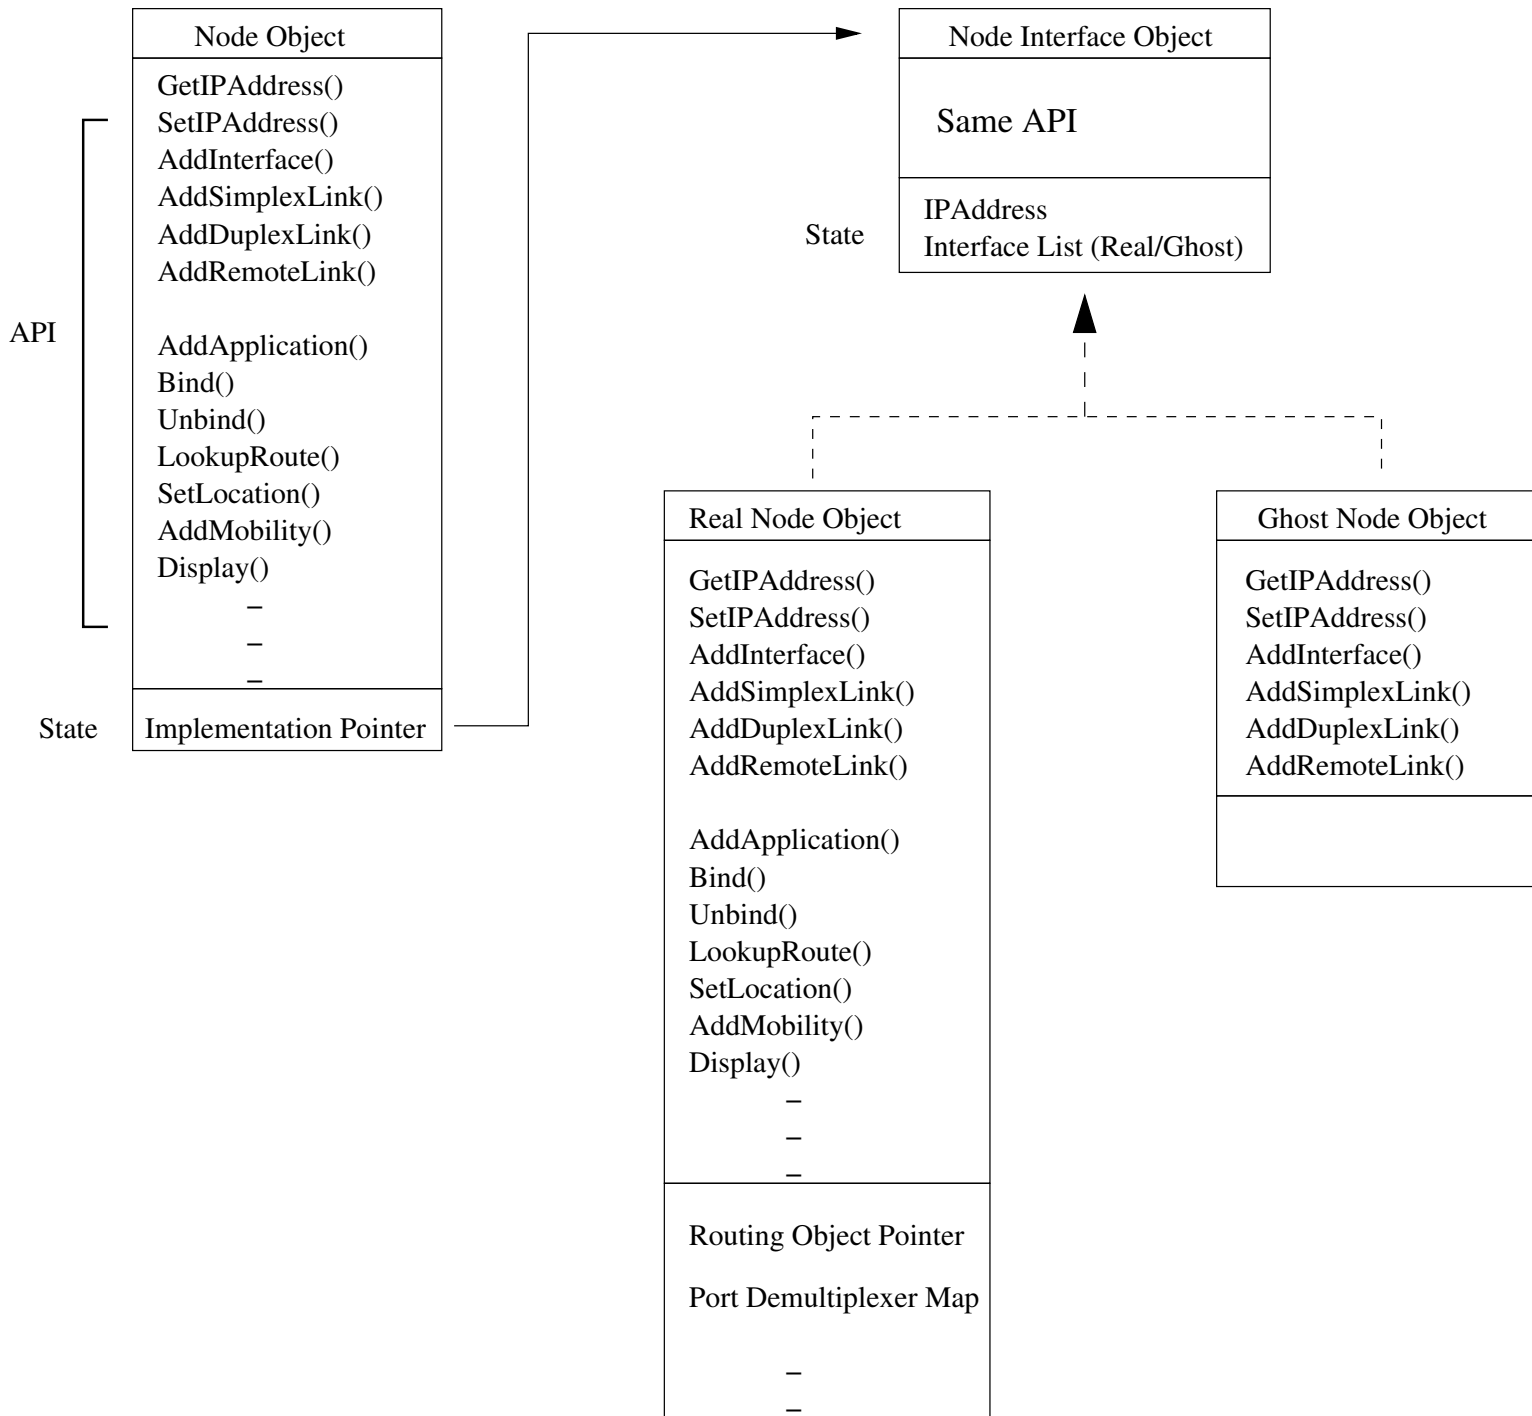 Node Object
GetIPAddress()
SetIPAddress()
AddInterface()
AddSimplexLink()
AddDuplexLink()
AddRemoteLink()
AddApplication()
Bind()
Unbind()
LookupRoute()
SetLocation()
AddMobility()
Display()
–
–
–
API
State
Implementation Pointer
Node Interface Object
Same API
State
IPAddress
Interface List (Real/Ghost)
Real Node Object
GetIPAddress()
SetIPAddress()
AddInterface()
AddSimplexLink()
AddDuplexLink()
AddRemoteLink()
AddApplication()
Bind()
Unbind()
LookupRoute()
SetLocation()
AddMobility()
Display()
–
–
–
Routing Object Pointer
Port Demultiplexer Map
–
–
Ghost Node Object
GetIPAddress()
SetIPAddress()
AddInterface()
AddSimplexLink()
AddDuplexLink()
AddRemoteLink()